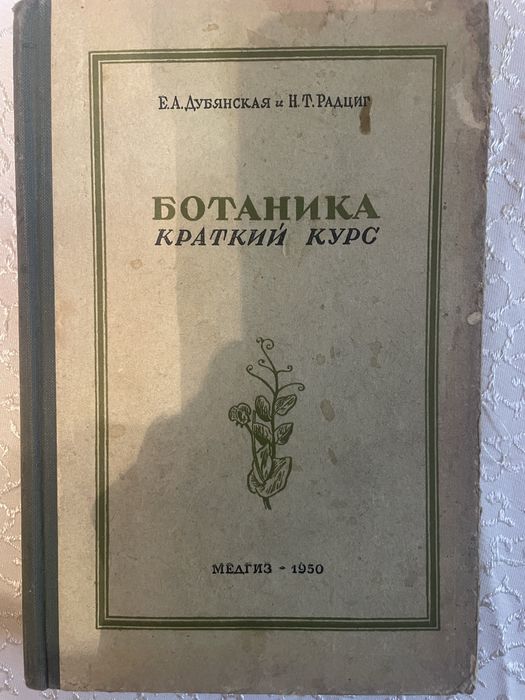 Е.А.ДУБЯНСКАЯ и Н.Т.РАДЦИГ
БОТАНИКА
КРАТКИЙ КУРС
МЕДГИЗ - 1950